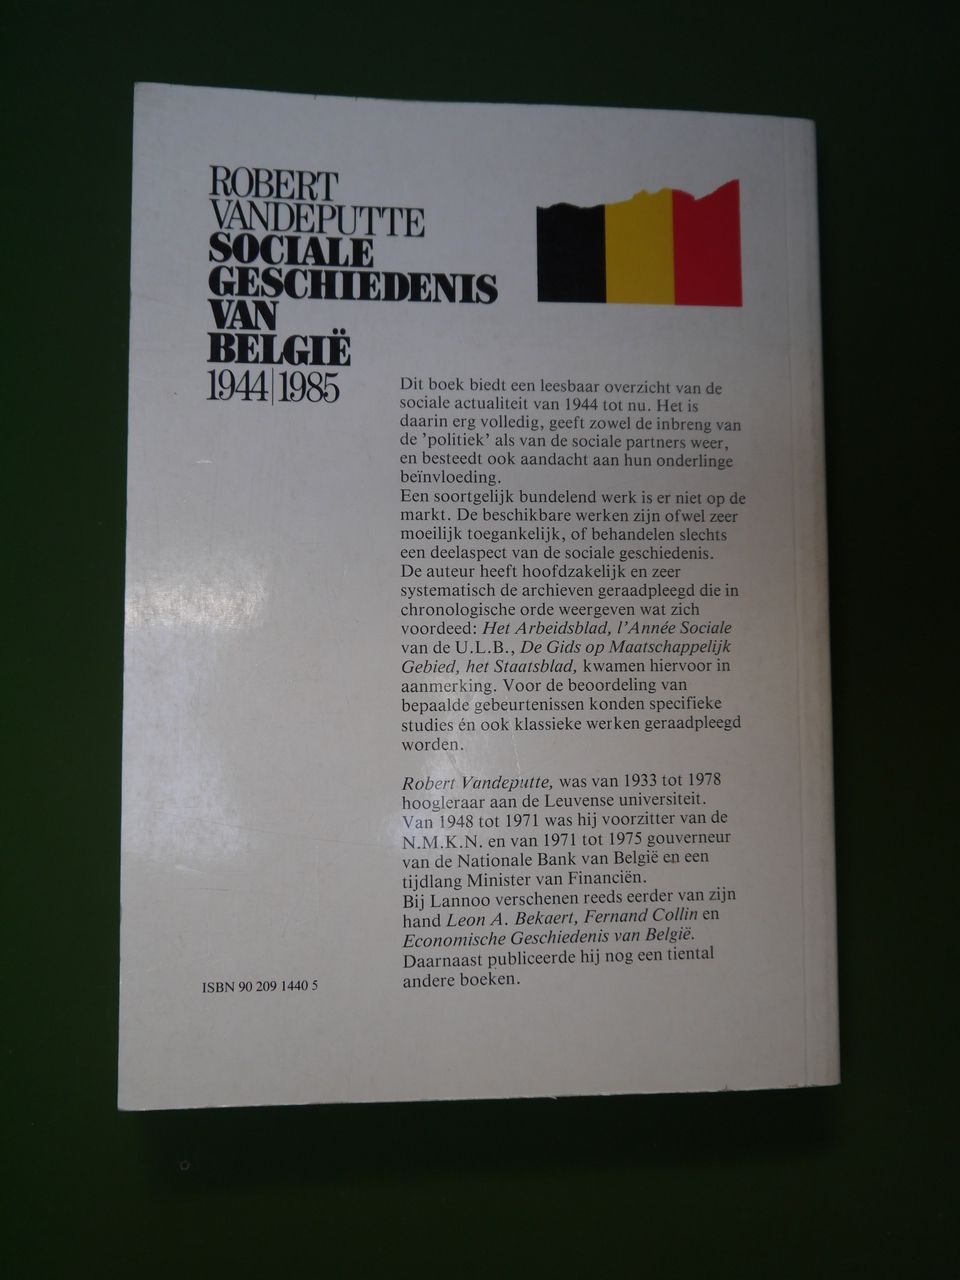 ROBERT
VANDEPUTTE
SOCIALE
GESCHIEDENIS
VAN
BELGIË
1944|1985
Dit boek biedt een leesbaar overzicht van de
sociale actualiteit van 1944 tot nu. Het is
daarin erg volledig, geeft zowel de inbreng van
de 'politiek' als van de sociale partners weer,
en besteedt ook aandacht aan hun onderlinge
beïnvloeding.
Een soortgelijk bundelend werk is er niet op de
markt. De beschikbare werken zijn ofwel zeer
moeilijk toegankelijk, of behandelen slechts
een deelaspect van de sociale geschiedenis.
De auteur heeft hoofdzakelijk en zeer
systematisch de archieven geraadpleegd die in
chronologische orde weergeven wat zich
voordeed: Het Arbeidsblad, l'Année Sociale
van de U.L.B., De Gids op Maatschappelijk
Gebied, het Staatsblad, kwamen hiervoor in
aanmerking. Voor de beoordeling van
bepaalde gebeurtenissen konden specifieke
studies én ook klassieke werken geraadpleegd
worden.
Robert Vandeputte, was van 1933 tot 1978
hoogleraar aan de Leuvense universiteit.
Van 1948 tot 1971 was hij voorzitter van de
N.M.K.N. en van 1971 tot 1975 gouverneur
van de Nationale Bank van België en een
tijdlang Minister van Financiën.
Bij Lannoo verschenen reeds eerder van zijn
hand Leon A. Bekaert, Fernand Collin en
Economische Geschiedenis van België.
Daarnaast publiceerde hij nog een tiental
andere boeken.
ISBN 90 209 1440 5